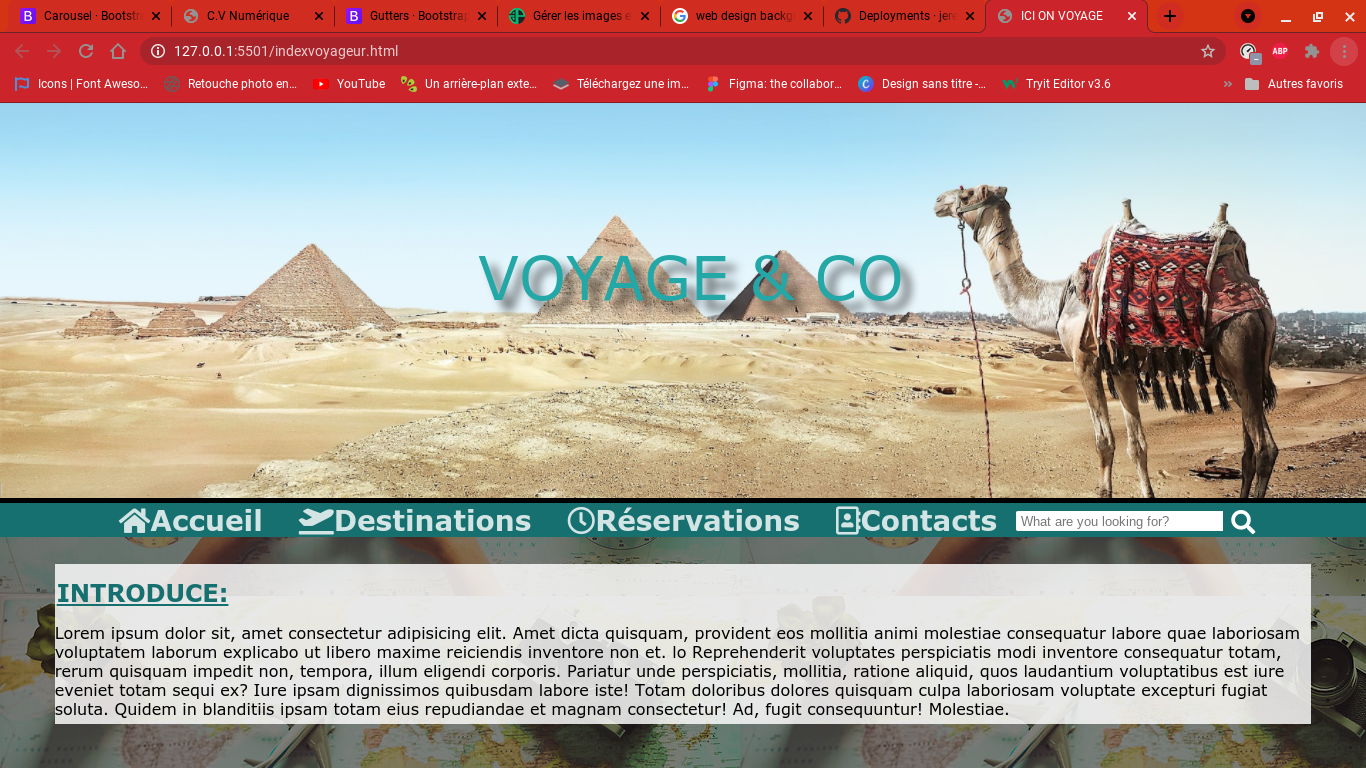 Carousel · Bootstra
C.V Numérique
Gutters · Bootstrap
Gérer les images e
web design backg
Deployments · jere
ICI ON VOYAGE
127.0.0.1:5501/indexvoyageur.html
ABP
Icons | Font Aweso...
Retouche photo en...
YouTube
Un arrière-plan exte...
Téléchargez une im...
Figma: the collabor...
Design sans titre -...
Tryit Editor v3.6
»
Autres favoris
VOYAGE & CO
Accueil
Destinations
Réservations
Contacts
What are you looking for?
INTRODUCE:
Lorem ipsum dolor sit, amet consectetur adipisicing elit. Amet dicta quisquam, provident eos mollitia animi molestiae consequatur labore quae laboriosam
voluptatem laborum explicabo ut libero maxime reiciendis inventore non et. Io Reprehenderit voluptates perspiciatis modi inventore consequatur totam,
rerum quisquam impedit non, tempora, illum eligendi corporis. Pariatur unde perspiciatis, mollitia, ratione aliquid, quos laudantium voluptatibus est iure
eveniet totam sequi ex? Iure ipsam dignissimos quibusdam labore iste! Totam doloribus dolores quisquam culpa laboriosam voluptate excepturi fugiat
soluta. Quidem in blanditiis ipsam totam eius repudiandae et magnam consectetur! Ad, fugit consequuntur! Molestiae.